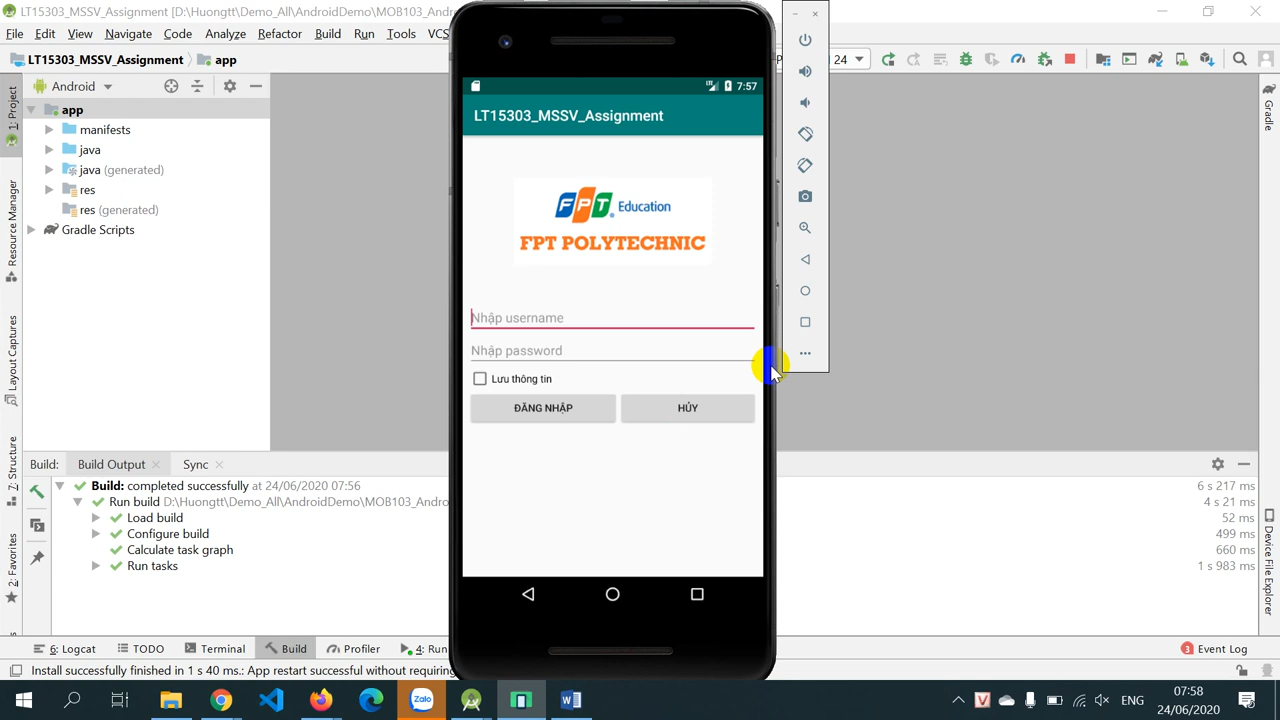 LT15303_MSSV_Assignment [D:\Huongtt\Demo_All\AndroidDemo\MOB103_And
File Edit View Navigate Code Analyze Refactor Build Run Tools VCS
LT15303_MSSV_Assignment app
24
Android
1: Project
Resource Manager
Layout Captures
Z: Structure
2: Favorites
app
manifests
java
java (generated)
res
res (generated)
Gradle Scripts
7:57
LT15303_MSSV_Assignment
FPT Education
FPT POLYTECHNIC
Nhập username
Nhập password
Lưu thông tin
ĐĂNG NHẬP
HỦY
Gradle
Device File Explorer
Build: Build Output Sync
Build: completed successfully at 24/06/2020 07:56 6 s 217 ms
Run build D:\Huongtt\Demo_All\AndroidDemo\MOB103_Andro 4 s 21 ms
Load build 52 ms
Configure build 499 ms
Calculate task graph 660 ms
Run tasks 1 s 983 ms
6: Logcat TODO Terminal Build Profiler 4: Run 3 Event Log
Install successfully finished in 1 s 40 ms: App restart successful without requiring
Zalo
V
W
ENG
07:58
24/06/2020